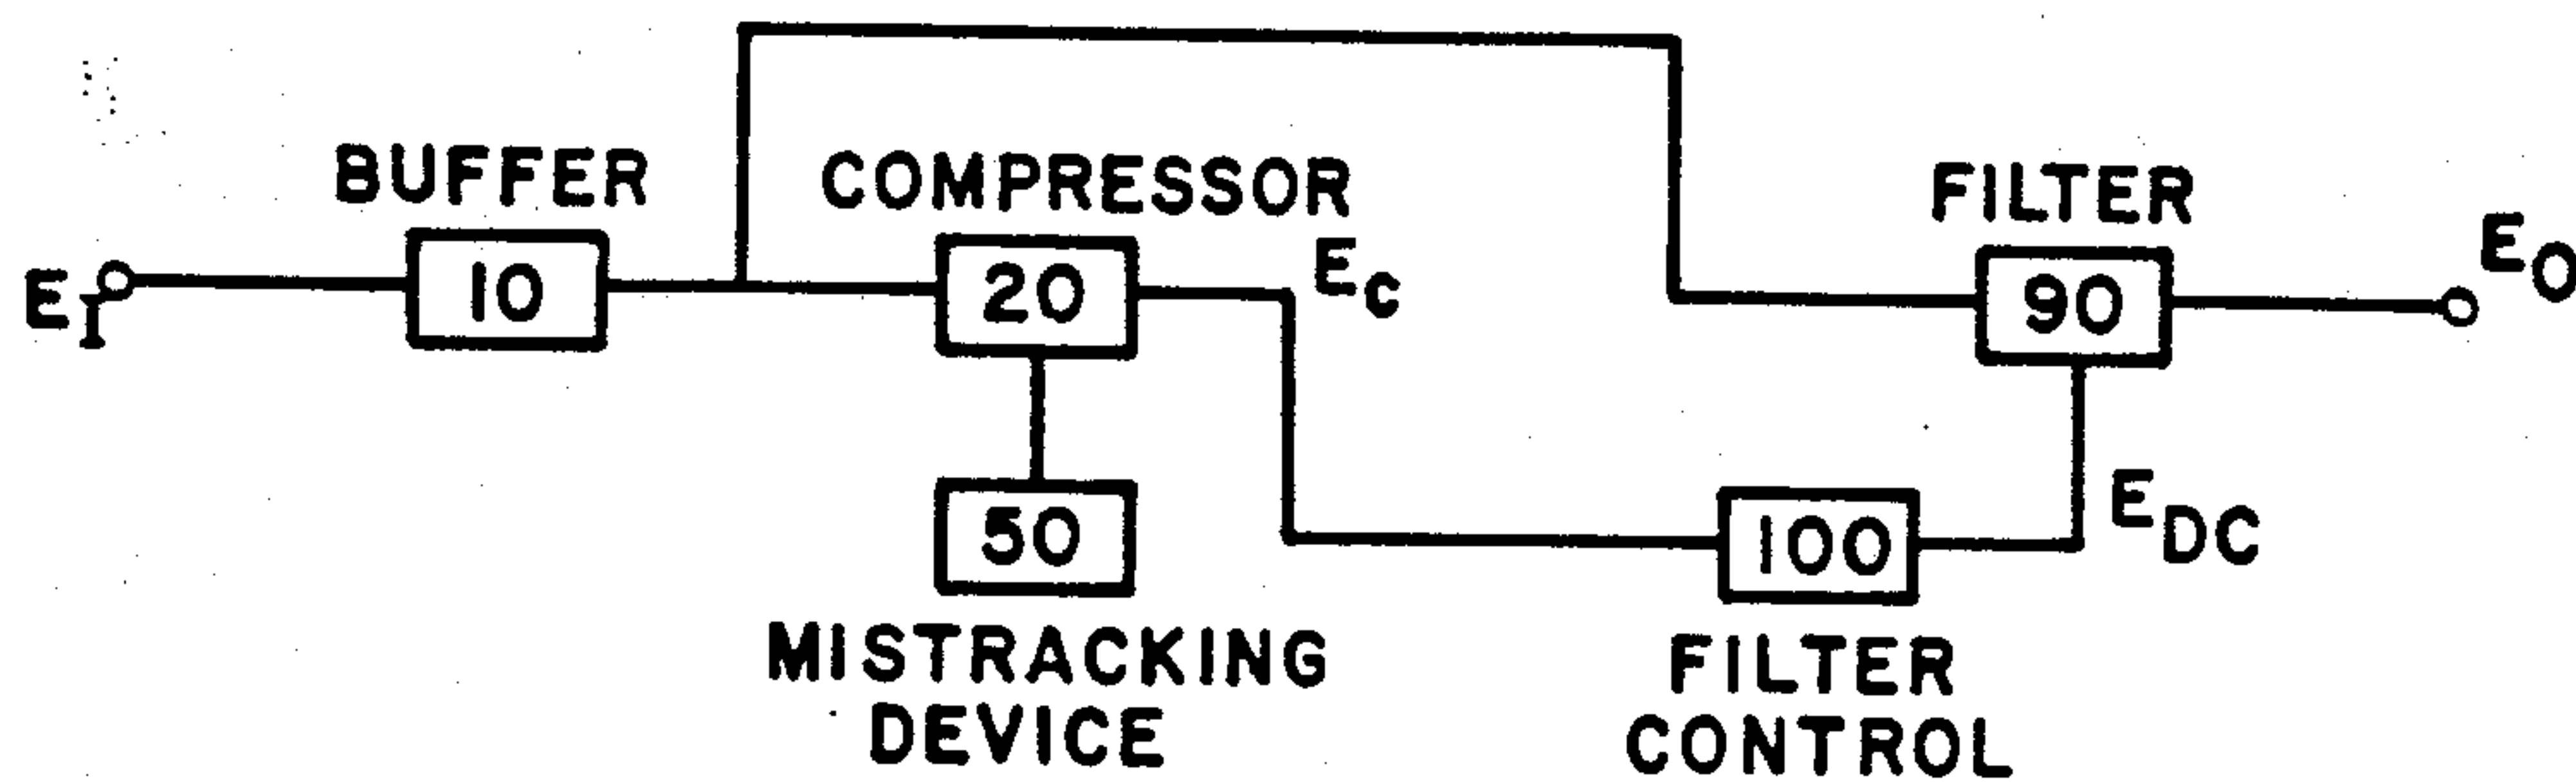 BUFFER
COMPRESSOR
FILTER
E_I
10
20
E_C
90
E_O
50
100
E_DC
MISTRACKING
DEVICE
FILTER
CONTROL